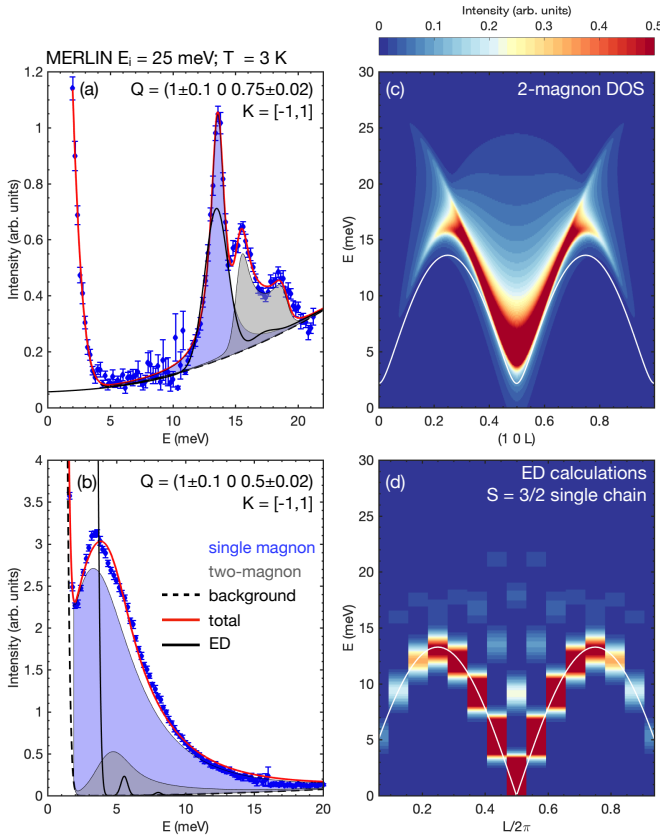 MERLIN Eᵢ = 25 meV; T = 3 K
Intensity (arb. units)
0 0.1 0.2 0.3 0.4 0.5
(a)
Q = (1±0.1 0 0.75±0.02)
K = [-1,1]
Intensity (arb. units)
1.2
1
0.8
0.6
0.4
0.2
0
0 5 10 15 20
E (meV)
(c)
2-magnon DOS
E (meV)
30
25
20
15
10
5
0
0 0.2 0.4 0.6 0.8
(1 0 L)
(b)
Q = (1±0.1 0 0.5±0.02)
K = [-1,1]
single magnon
two-magnon
background
total
ED
Intensity (arb. units)
4
3.5
3
2.5
2
1.5
1
0.5
0
0 5 10 15 20
E (meV)
(d)
ED calculations
S = 3/2 single chain
E (meV)
30
25
20
15
10
5
0
0.2 0.4 0.6 0.8
L/2π